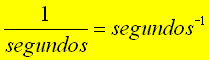 1/segundos = segundos⁻¹